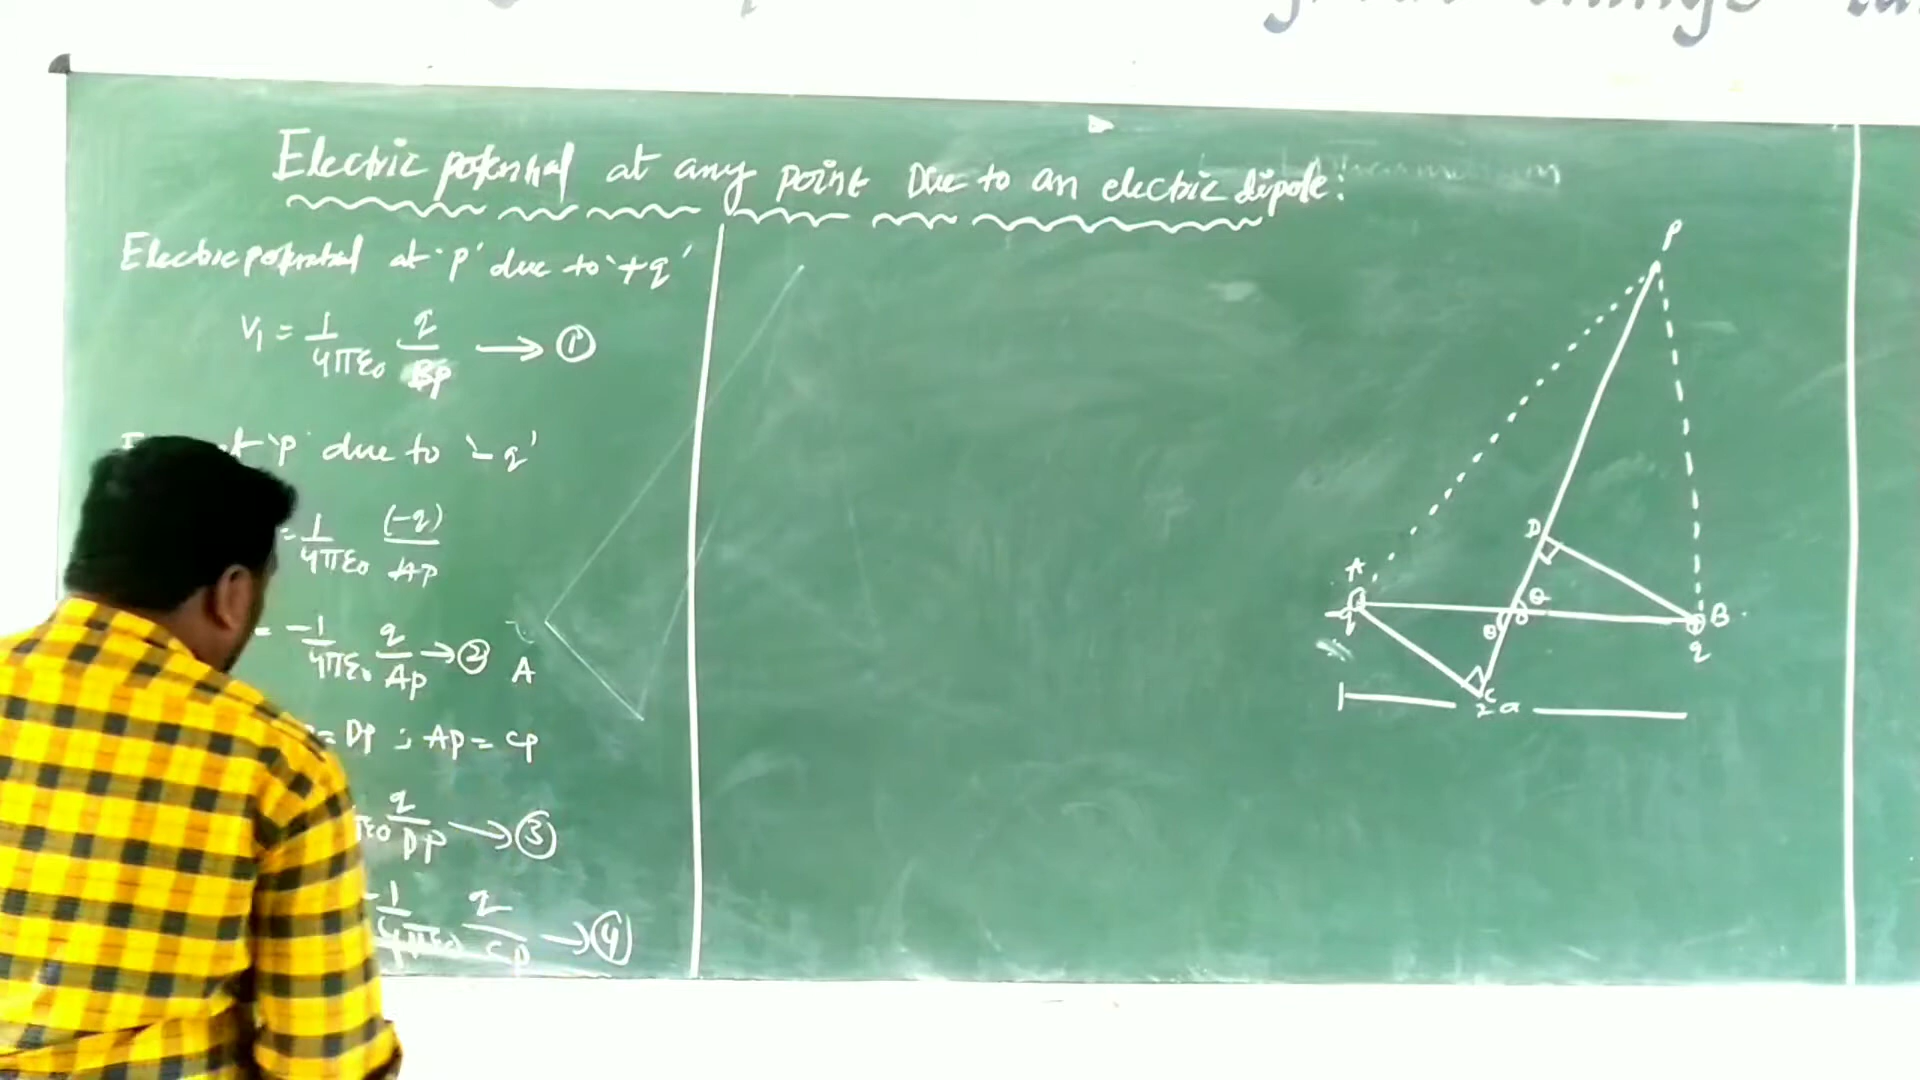 Electric potential at any point Due to an electric dipole:
Electric potential at 'p' due to '+q'
V₁ = 1/4πε₀ q/BP → ①
at 'p' due to '-q'
= 1/4πε₀ (-q)/AP
= -1/4πε₀ q/AP → ②
A
= DP ; AP = CP
πε₀ q/DP → ③
-1/4πε₀ q/CP → ④
P
D
A
θ
B
-q
θ
q
C
2a